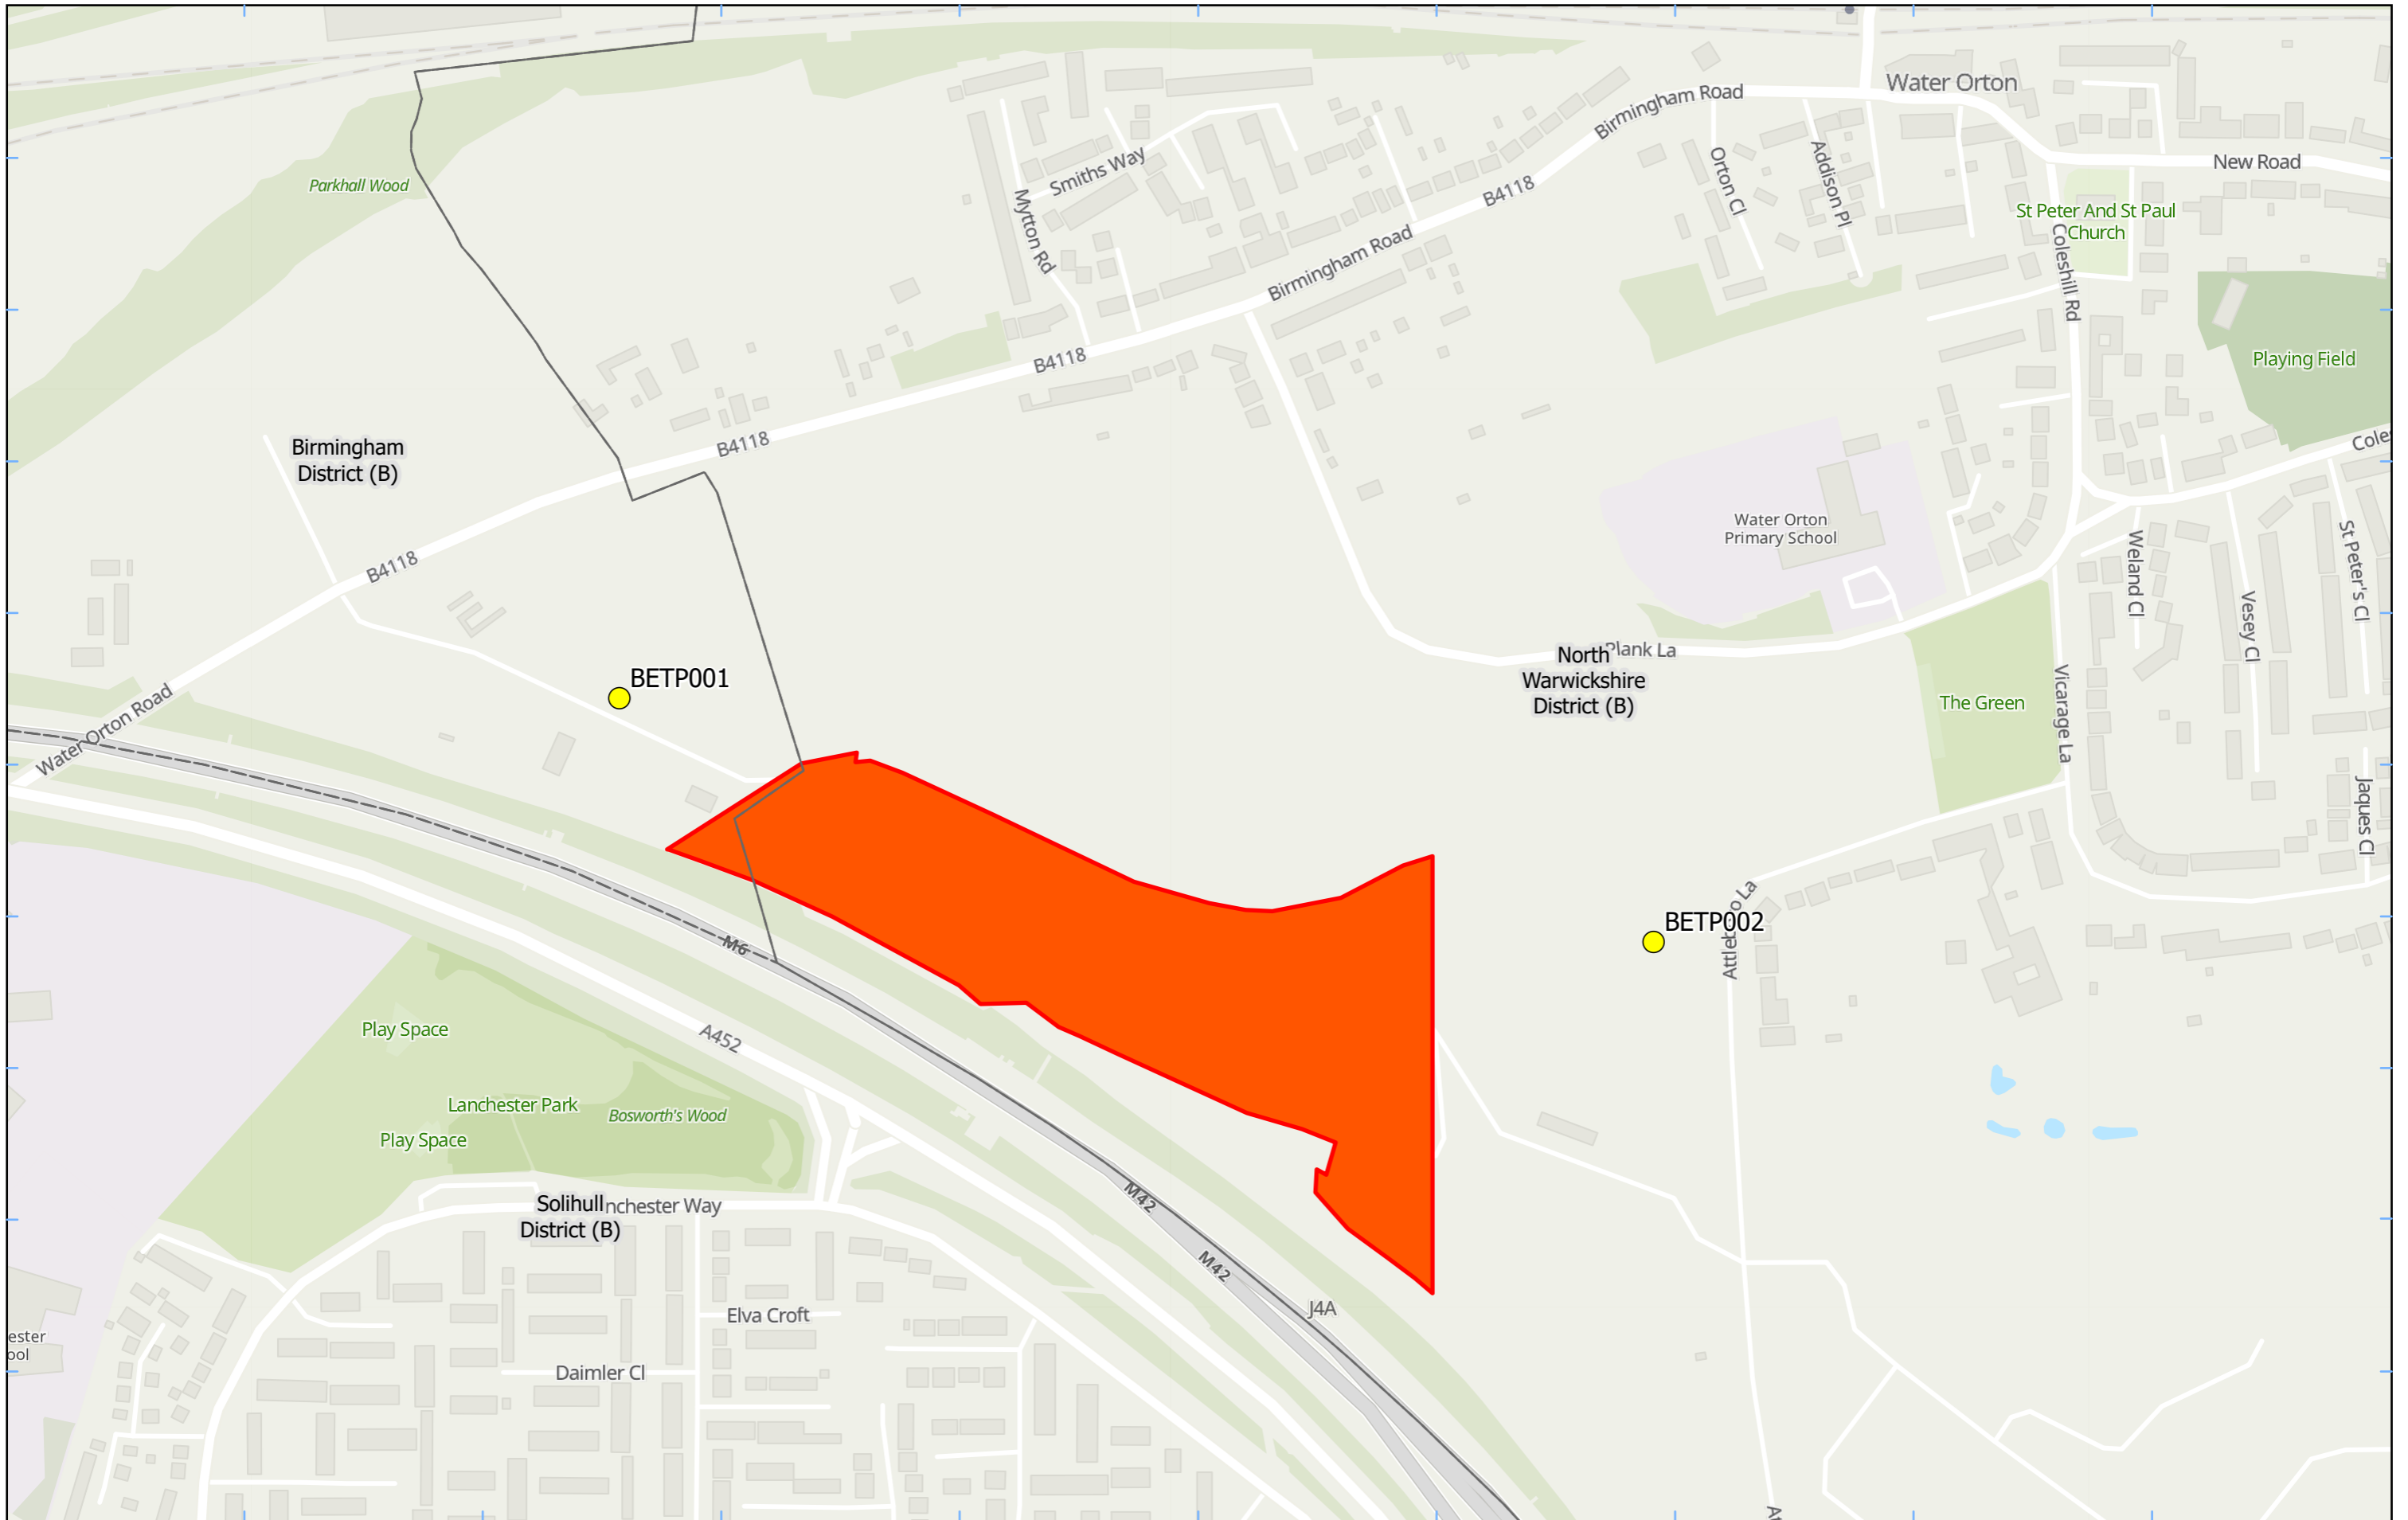 Water Orton
Birmingham Road
New Road
Smiths Way
Orton Cl
Addison Pl
Parkhall Wood
B4118
St Peter And St Paul
Church
Mytton Rd
Birmingham Road
Coleshill Rd
B4118
Playing Field
B4118
Birmingham
District (B)
Water Orton
Primary School
B4118
Weland Cl
St Peter's Cl
Vesey Cl
Plank La
North
Warwickshire
District (B)
BETP001
The Green
Vicarage La
Water Orton Road
Jaques Cl
BETP002
M6
Play Space
A452
Lanchester Park
Bosworth's Wood
Play Space
M42
Solihull
District (B)
nchester Way
M42
J4A
Elva Croft
ester
ool
Daimler Cl